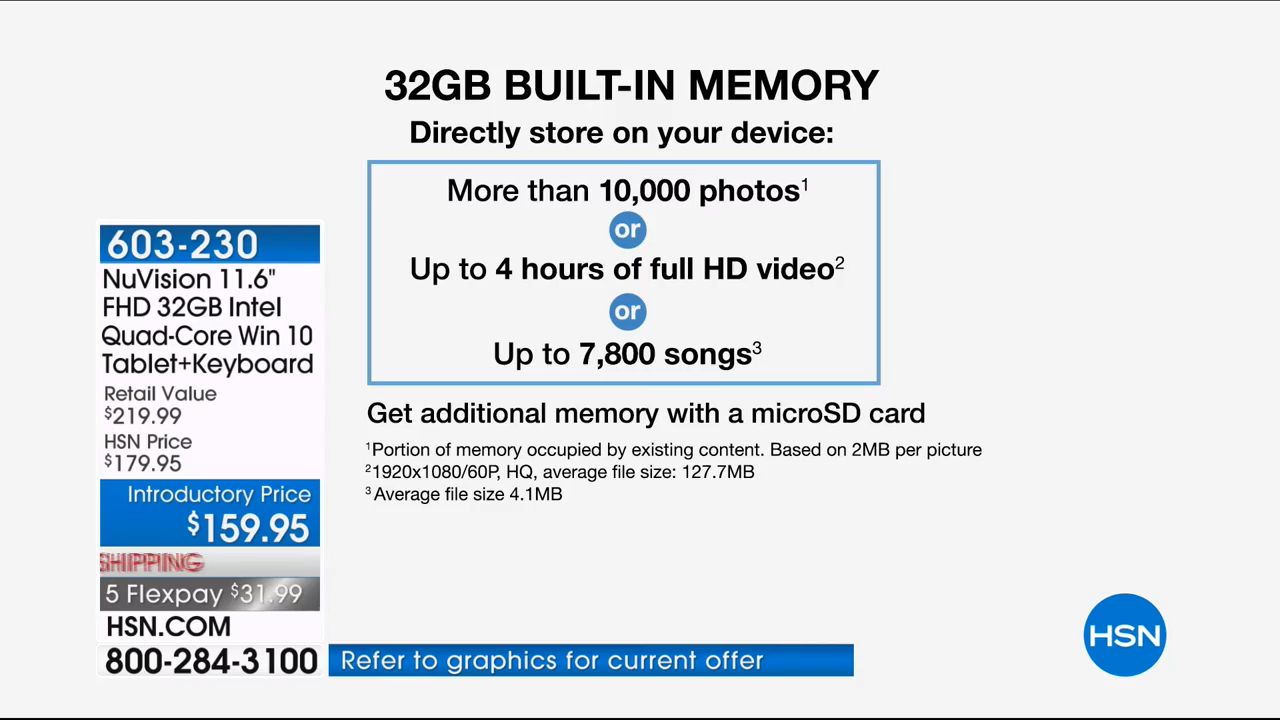 32GB BUILT-IN MEMORY
Directly store on your device:
More than 10,000 photos¹
or
Up to 4 hours of full HD video²
or
Up to 7,800 songs³
Get additional memory with a microSD card
¹Portion of memory occupied by existing content. Based on 2MB per picture
²1920x1080/60P, HQ, average file size: 127.7MB
³Average file size 4.1MB
603-230
NuVision 11.6"
FHD 32GB Intel
Quad-Core Win 10
Tablet+Keyboard
Retail Value
$219.99
HSN Price
$179.95
Introductory Price
$159.95
SHIPPING
5 Flexpay $31.99
HSN.COM
800-284-3100
Refer to graphics for current offer
HSN